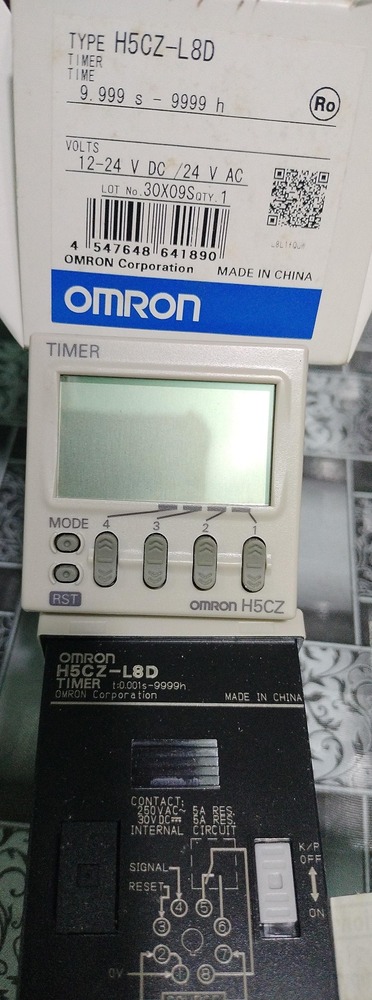 TYPE H5CZ-L8D
TIMER
TIME
9.999 s - 9999 h
Ro
VOLTS
12-24 V DC /24 V AC
LOT No. 30X09S QTY. 1
4 547648 641890
OMRON Corporation MADE IN CHINA
OMRON
TIMER
MODE 4 3 2 1
RST
OMRON H5CZ
OMRON
H5CZ-L8D
TIMER t:0.001s-9999h
OMRON Corporation MADE IN CHINA
CONTACT:
250VAC~ 5A RES.
30VDC⎓ 5A RES.
INTERNAL CIRCUIT
K/P
OFF
ON
SIGNAL
RESET
4 5
3 6
2 7
0V 1 8